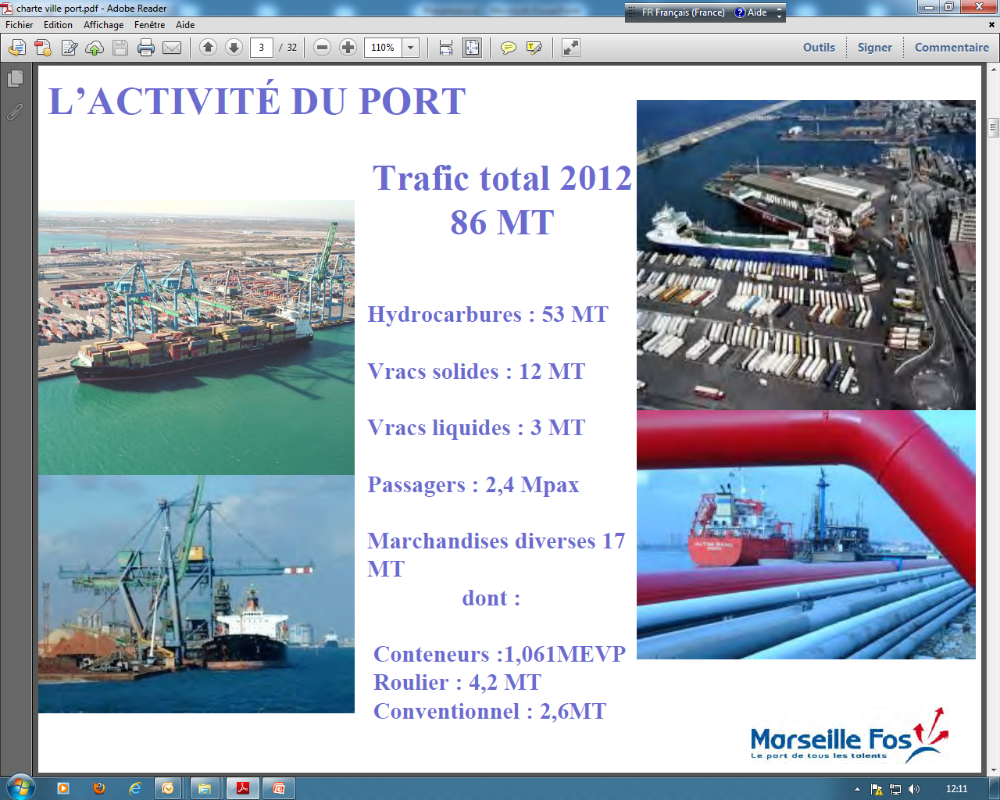 charte ville port.pdf - Adobe Reader
FR Français (France) Aide
Fichier Edition Affichage Fenêtre Aide
3 / 32 110% Outils Signer Commentaire
L’ACTIVITÉ DU PORT
Trafic total 2012
86 MT
Hydrocarbures : 53 MT
Vracs solides : 12 MT
Vracs liquides : 3 MT
Passagers : 2,4 Mpax
Marchandises diverses 17
MT
dont :
Conteneurs :1,061MEVP
Roulier : 4,2 MT
Conventionnel : 2,6MT
Marseille Fos
Le port de tous les talents
12:11